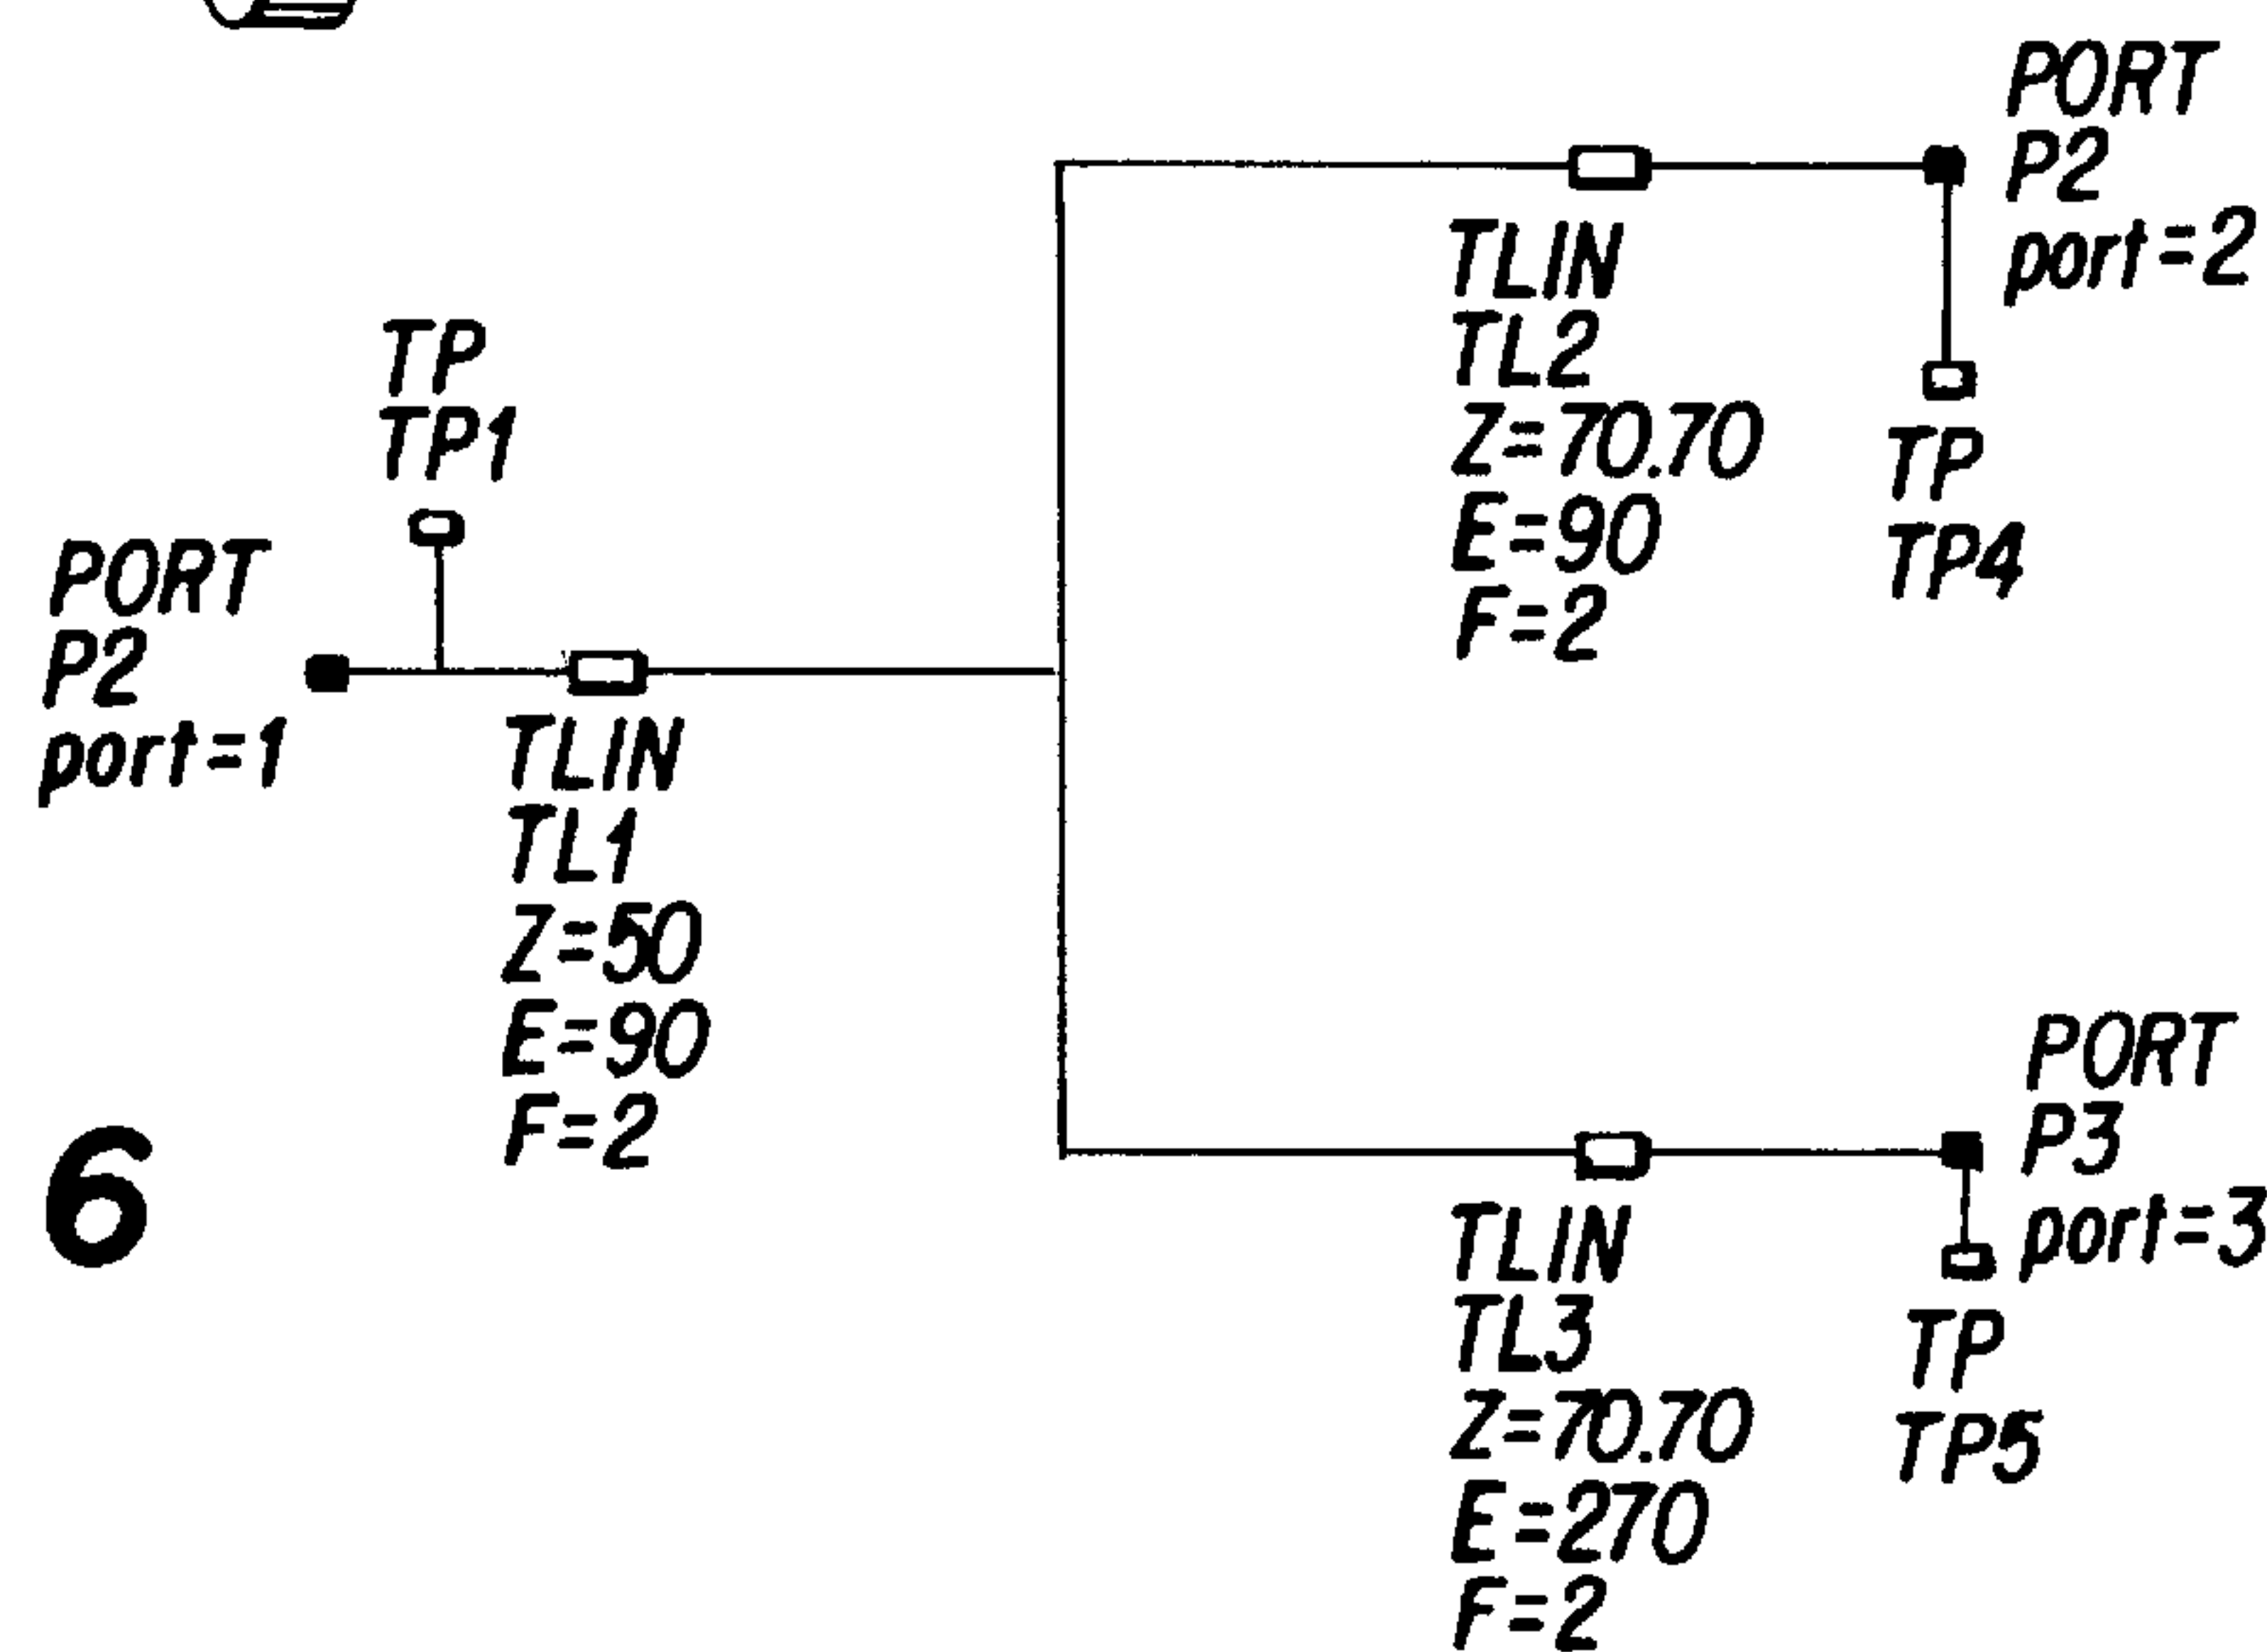 PORT
P2
port=2
TLIN
TL2
Z=70.70
E=90
F=2
TP
TP4
TP
TP1
PORT
P2
port=1
TLIN
TL1
Z=50
E=90
F=2
6
PORT
P3
port=3
TLIN
TL3
Z=70.70
E=270
F=2
TP
TP5